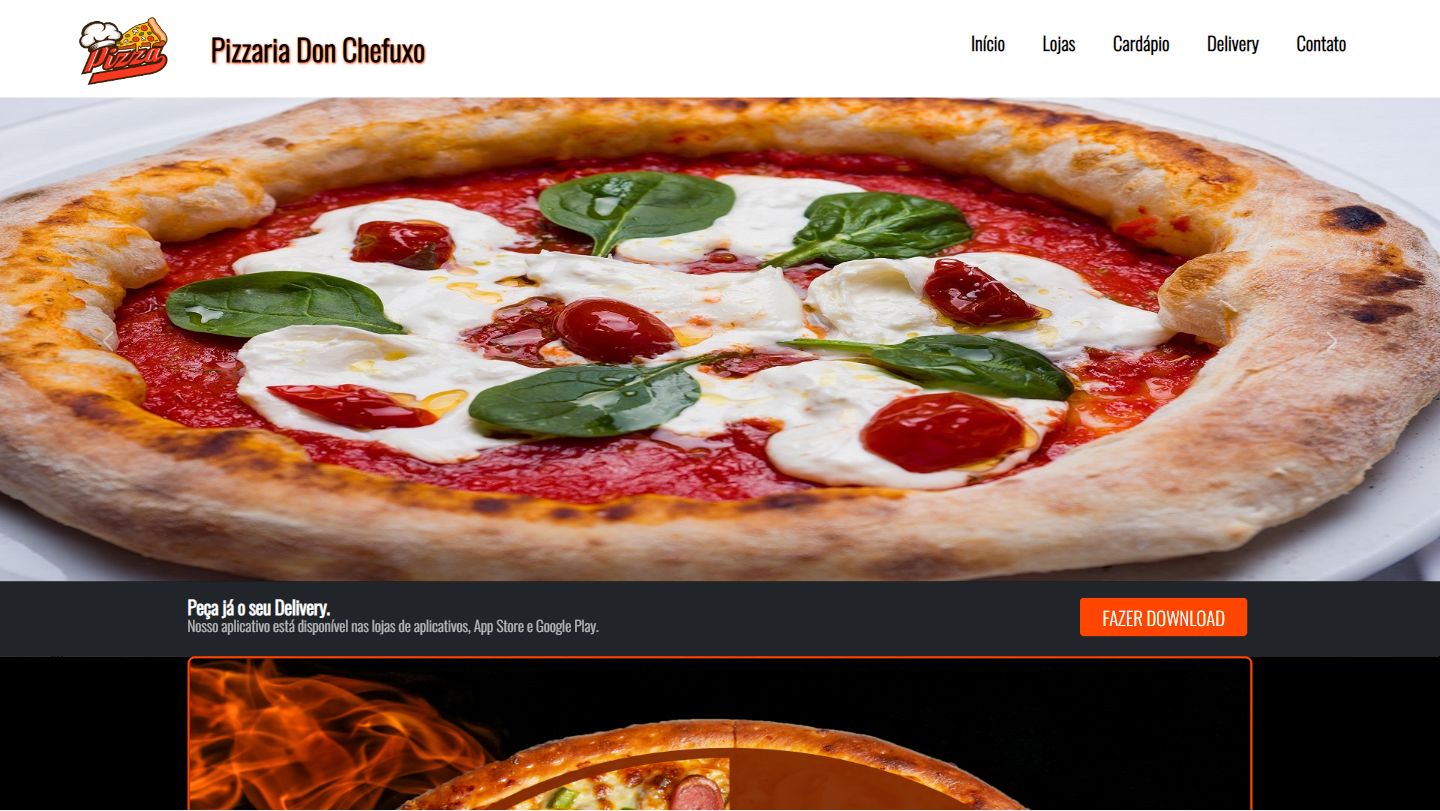 Pizza
Pizzaria Don Chefuxo
Início
Lojas
Cardápio
Delivery
Contato
Peça já o seu Delivery.
Nosso aplicativo está disponível nas lojas de aplicativos, App Store e Google Play.
FAZER DOWNLOAD